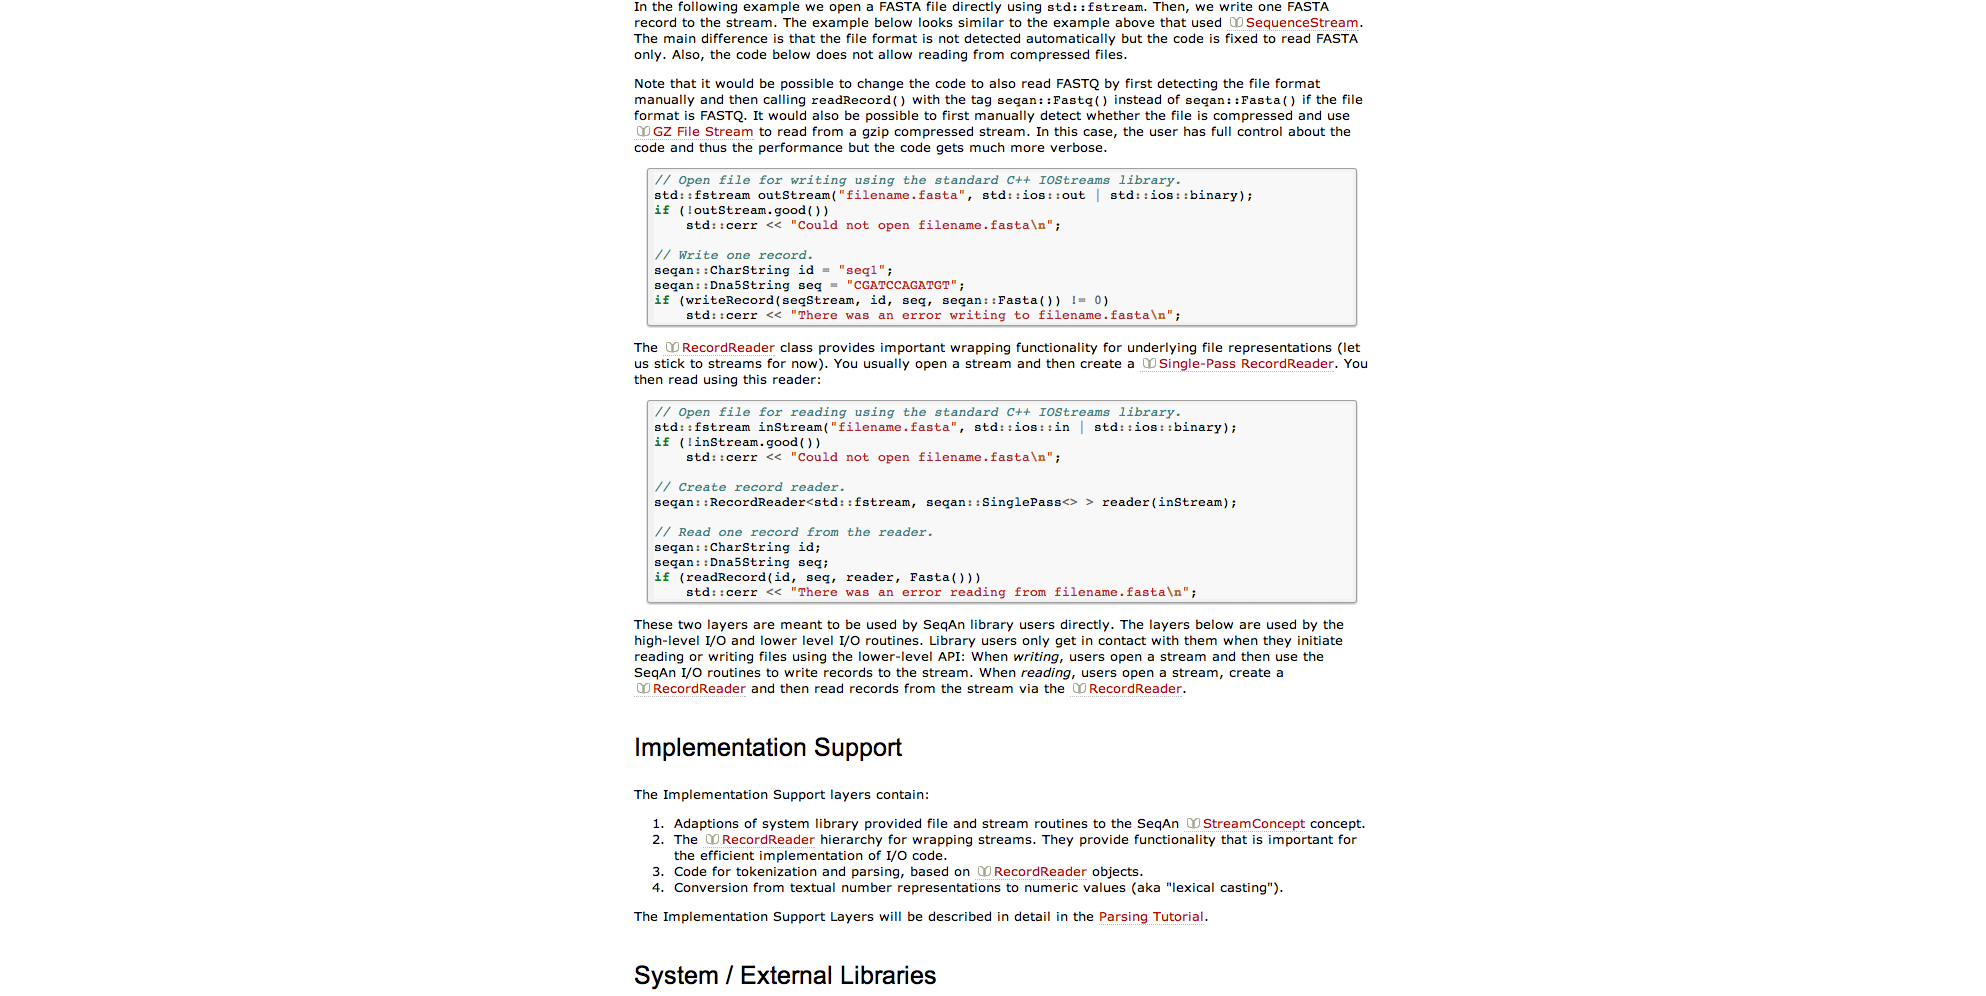 In the following example we open a FASTA file directly using std::fstream. Then, we write one FASTA
record to the stream. The example below looks similar to the example above that used SequenceStream.
The main difference is that the file format is not detected automatically but the code is fixed to read FASTA
only. Also, the code below does not allow reading from compressed files.
Note that it would be possible to change the code to also read FASTQ by first detecting the file format
manually and then calling readRecord() with the tag seqan::Fastq() instead of seqan::Fasta() if the file
format is FASTQ. It would also be possible to first manually detect whether the file is compressed and use
GZ File Stream to read from a gzip compressed stream. In this case, the user has full control about the
code and thus the performance but the code gets much more verbose.
// Open file for writing using the standard C++ IOStreams library.
std::fstream outStream("filename.fasta", std::ios::out | std::ios::binary);
if (!outStream.good())
    std::cerr << "Could not open filename.fasta\n";
// Write one record.
seqan::CharString id = "seq1";
seqan::Dna5String seq = "CGATCCAGATGT";
if (writeRecord(seqStream, id, seq, seqan::Fasta()) != 0)
    std::cerr << "There was an error writing to filename.fasta\n";
The RecordReader class provides important wrapping functionality for underlying file representations (let
us stick to streams for now). You usually open a stream and then create a Single-Pass RecordReader. You
then read using this reader:
// Open file for reading using the standard C++ IOStreams library.
std::fstream inStream("filename.fasta", std::ios::in | std::ios::binary);
if (!inStream.good())
    std::cerr << "Could not open filename.fasta\n";
// Create record reader.
seqan::RecordReader<std::fstream, seqan::SinglePass<> > reader(inStream);
// Read one record from the reader.
seqan::CharString id;
seqan::Dna5String seq;
if (readRecord(id, seq, reader, Fasta()))
    std::cerr << "There was an error reading from filename.fasta\n";
These two layers are meant to be used by SeqAn library users directly. The layers below are used by the
high-level I/O and lower level I/O routines. Library users only get in contact with them when they initiate
reading or writing files using the lower-level API: When writing, users open a stream and then use the
SeqAn I/O routines to write records to the stream. When reading, users open a stream, create a
RecordReader and then read records from the stream via the RecordReader.
Implementation Support
The Implementation Support layers contain:
1. Adaptions of system library provided file and stream routines to the SeqAn StreamConcept concept.
2. The RecordReader hierarchy for wrapping streams. They provide functionality that is important for
the efficient implementation of I/O code.
3. Code for tokenization and parsing, based on RecordReader objects.
4. Conversion from textual number representations to numeric values (aka "lexical casting").
The Implementation Support Layers will be described in detail in the Parsing Tutorial.
System / External Libraries